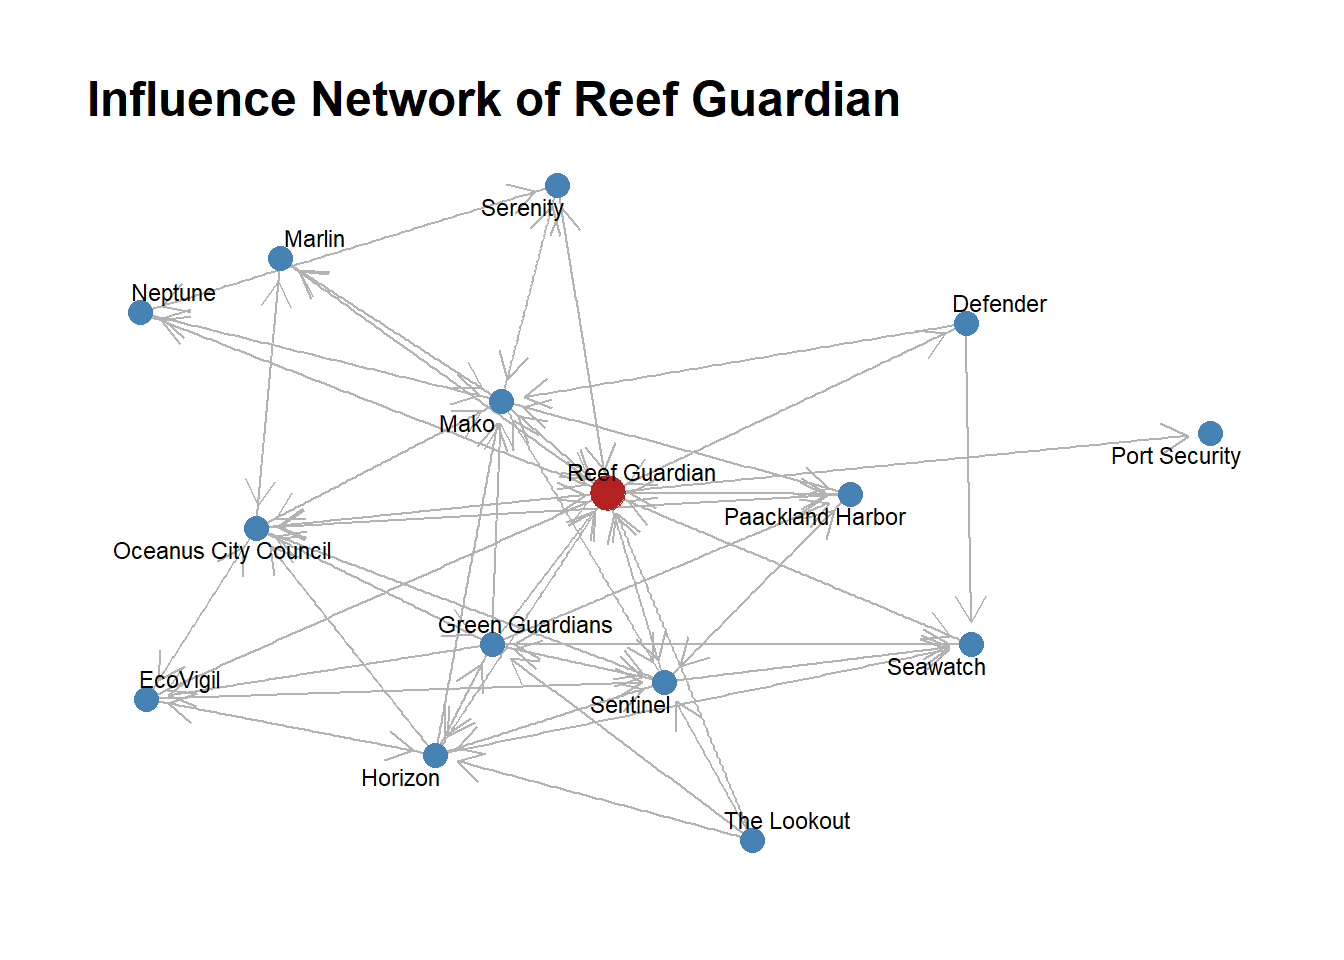 Influence Network of Reef Guardian
Serenity
Marlin
Neptune
Defender
Mako
Port Security
Reef Guardian
Paackland Harbor
Oceanus City Council
Green Guardians
Seawatch
EcoVigil
Sentinel
Horizon
The Lookout